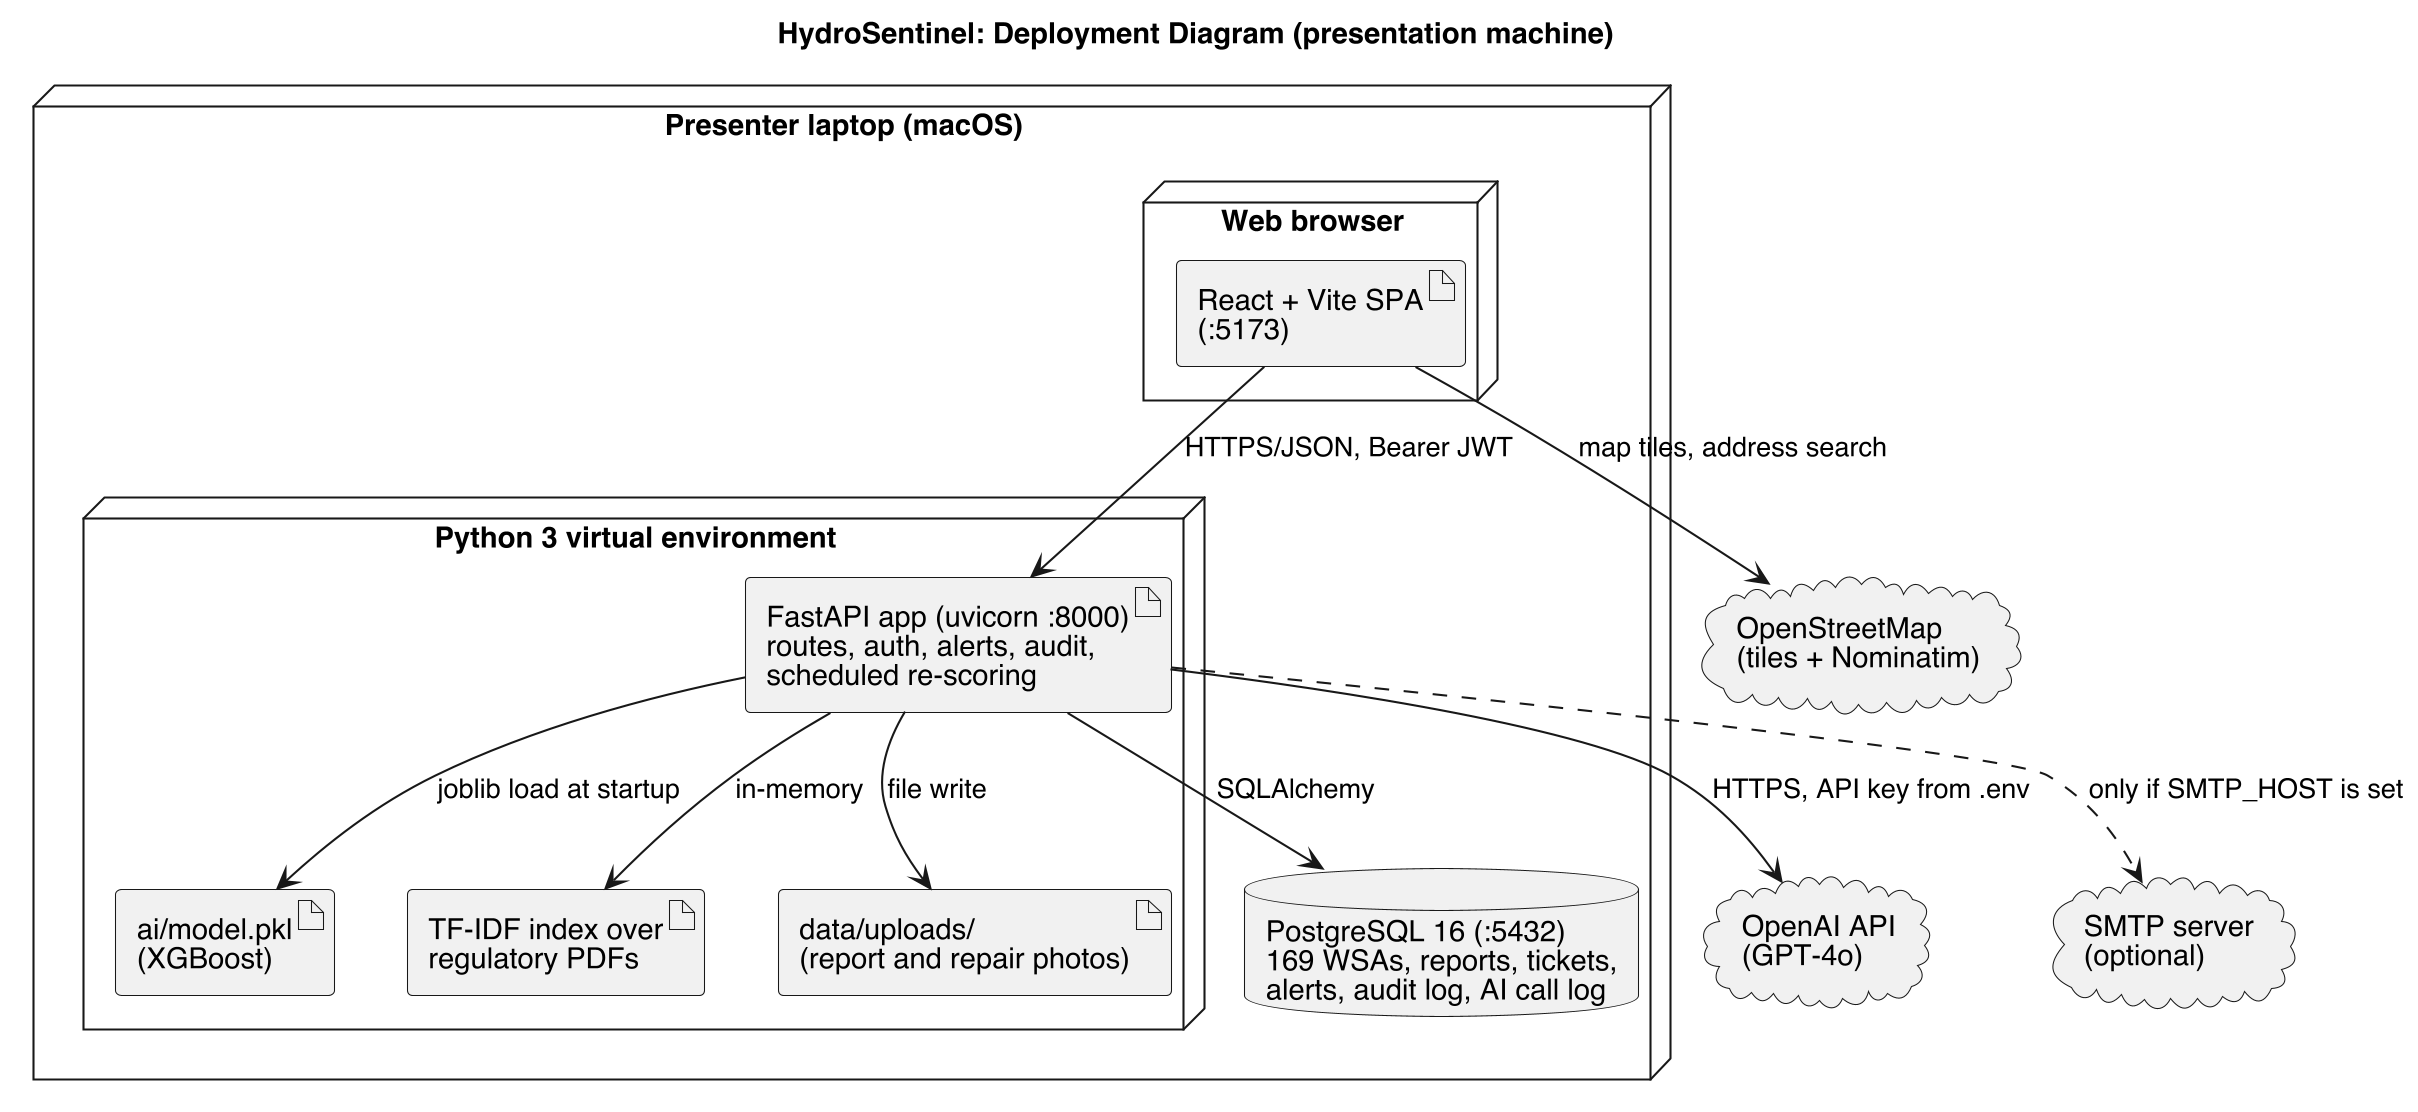 HydroSentinel: Deployment Diagram (presentation machine)
Presenter laptop (macOS)
Web browser
React + Vite SPA
(:5173)
HTTPS/JSON, Bearer JWT
map tiles, address search
Python 3 virtual environment
FastAPI app (uvicorn :8000)
routes, auth, alerts, audit,
scheduled re-scoring
OpenStreetMap
(tiles + Nominatim)
joblib load at startup
in-memory
file write
SQLAlchemy
HTTPS, API key from .env
only if SMTP_HOST is set
ai/model.pkl
(XGBoost)
TF-IDF index over
regulatory PDFs
data/uploads/
(report and repair photos)
PostgreSQL 16 (:5432)
169 WSAs, reports, tickets,
alerts, audit log, AI call log
OpenAI API
(GPT-4o)
SMTP server
(optional)